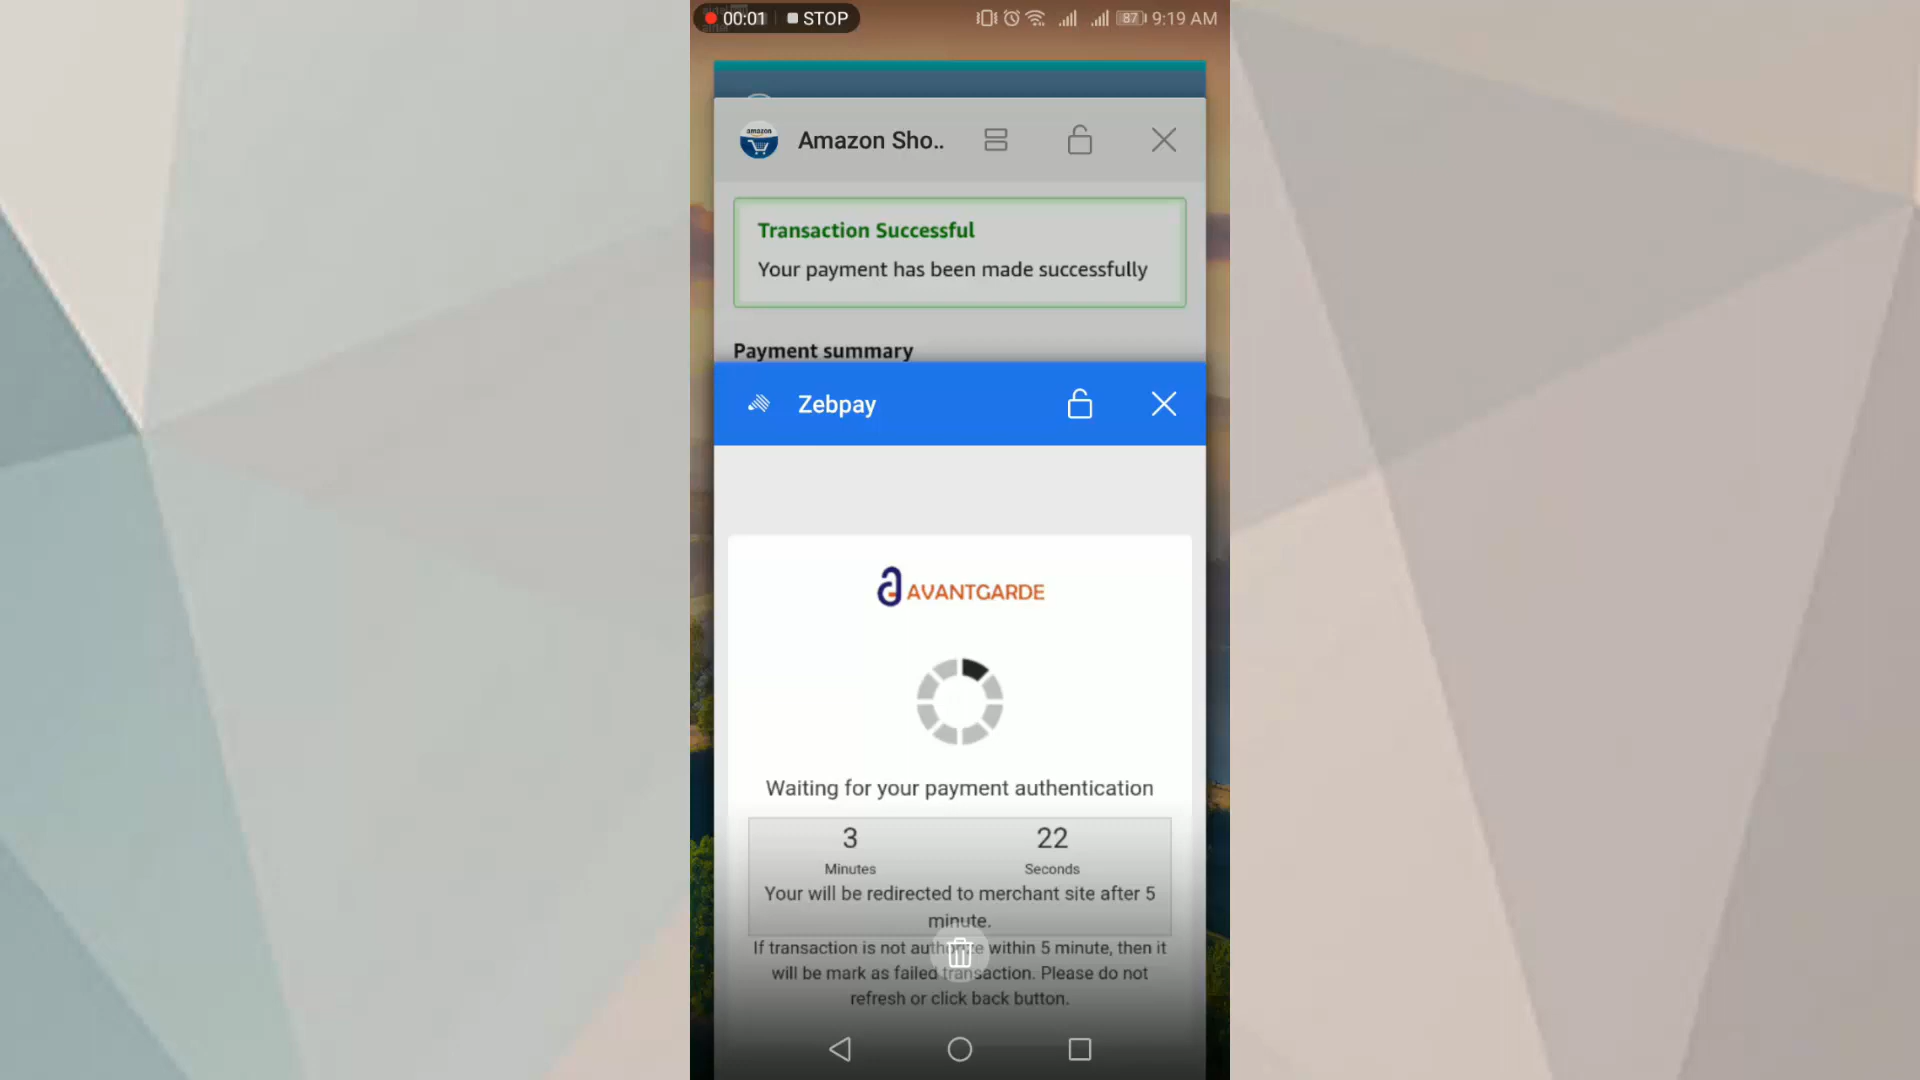 00:01 STOP 87 9:19 AM
amazon
Amazon Sho..
Transaction Successful
Your payment has been made successfully
Payment summary
Zebpay
AVANTGARDE
Waiting for your payment authentication
3 22
Minutes Seconds
Your will be redirected to merchant site after 5
minute.
If transaction is not authorize within 5 minute, then it
will be mark as failed transaction. Please do not
refresh or click back button.